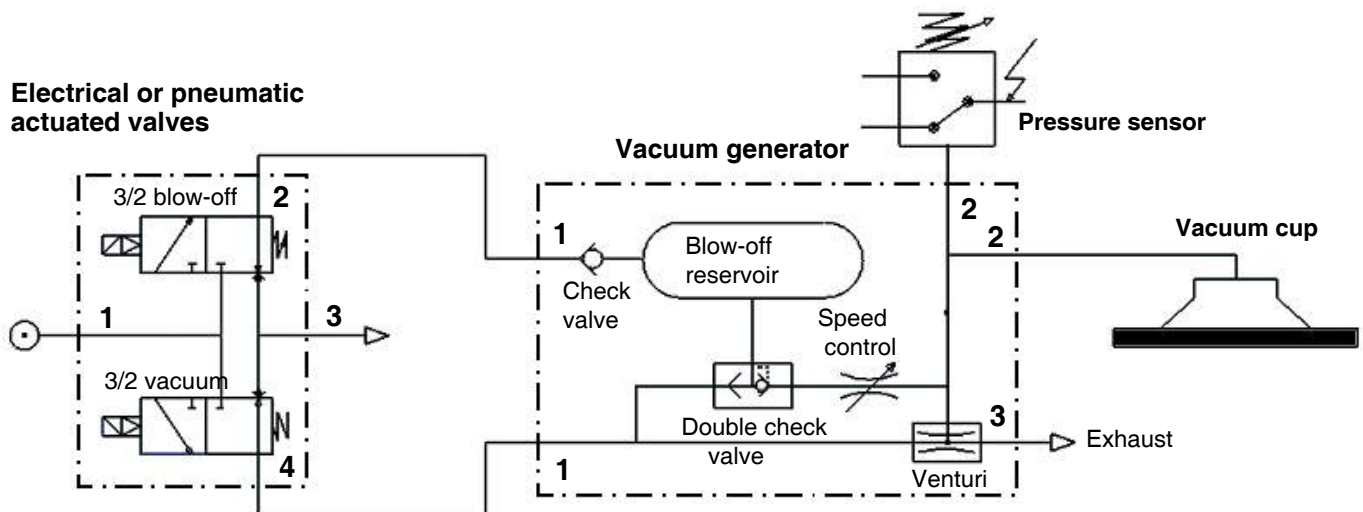 Electrical or pneumatic
actuated valves
3/2 blow-off
2
1
3
3/2 vacuum
4
Vacuum generator
1
Check
valve
Blow-off
reservoir
Speed
control
Double check
valve
1
2
2
3
Venturi
Exhaust
Pressure sensor
Vacuum cup